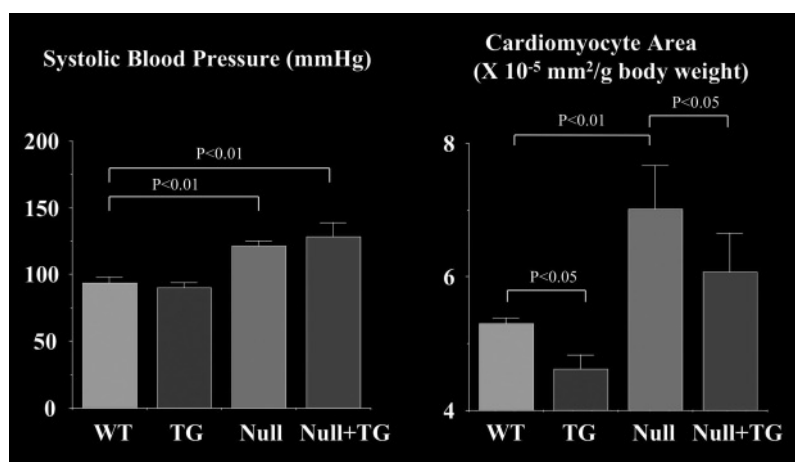 Systolic Blood Pressure (mmHg)
200
150
100
50
0
P<0.01
P<0.01
WT TG Null Null+TG
Cardiomyocyte Area
(X 10⁻⁵ mm²/g body weight)
8
6
4
P<0.01
P<0.05
P<0.05
WT TG Null Null+TG